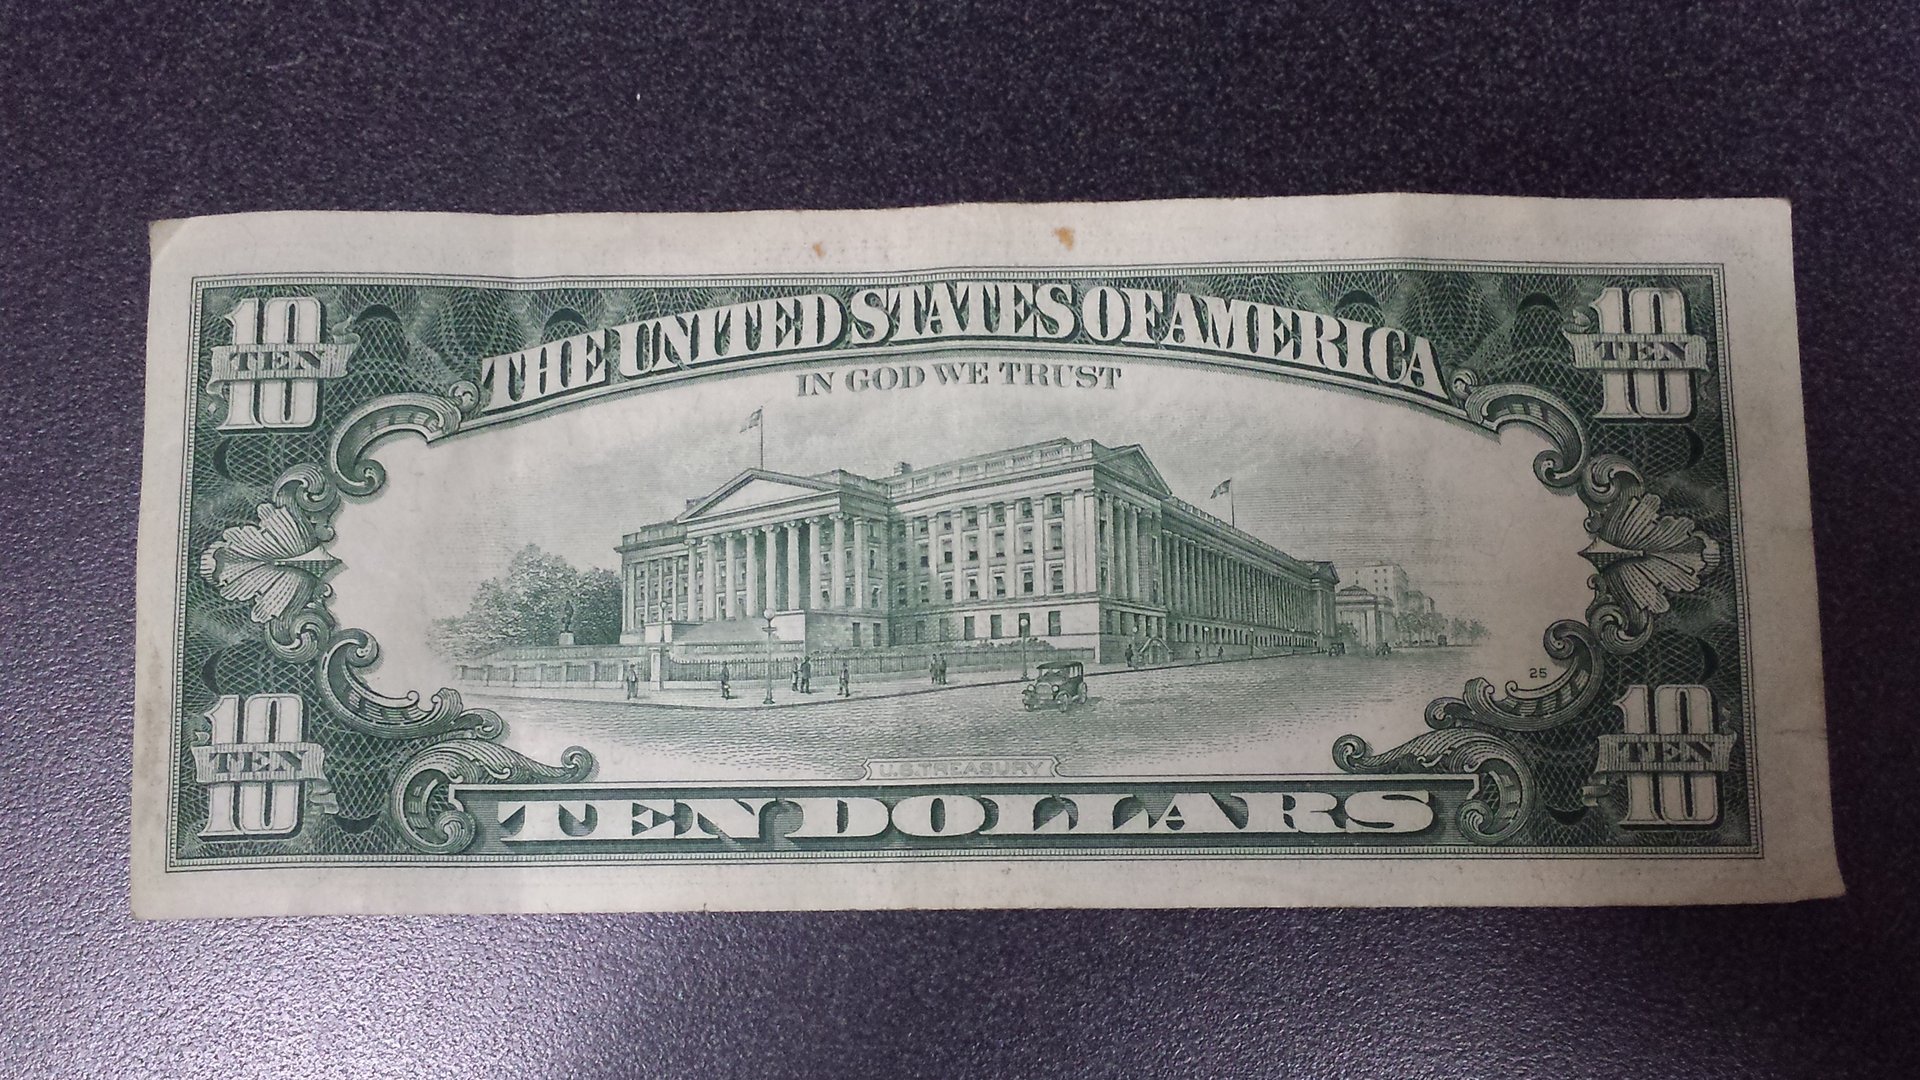 10 TEN 10
THE UNITED STATES OF AMERICA
10 TEN 10
IN GOD WE TRUST
25
10 TEN 10
U.S. TREASURY
10 TEN 10
TEN DOLLARS